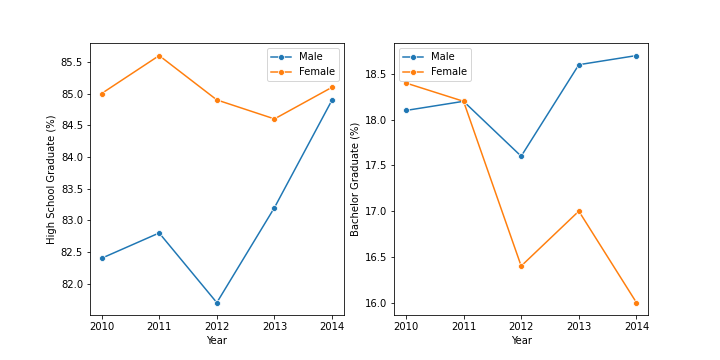 High School Graduate (%)
85.5
85.0
84.5
84.0
83.5
83.0
82.5
82.0
Male
Female
2010 2011 2012 2013 2014
Year
Bachelor Graduate (%)
18.5
18.0
17.5
17.0
16.5
16.0
Male
Female
2010 2011 2012 2013 2014
Year